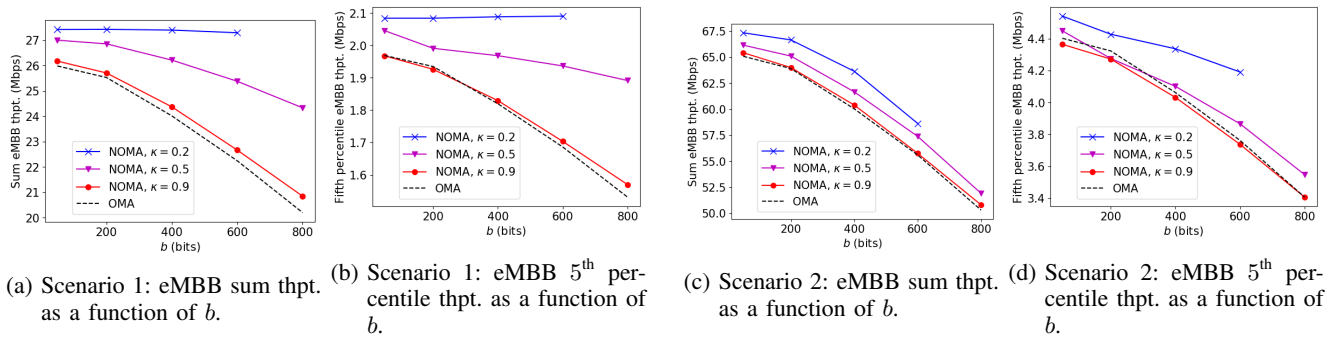 Sum eMBB thpt. (Mbps)
27
26
25
24
23
22
21
20
NOMA, κ = 0.2
NOMA, κ = 0.5
NOMA, κ = 0.9
OMA
200 400 600 800
b (bits)
(a) Scenario 1: eMBB sum thpt.
as a function of b.
Fifth percentile eMBB thpt. (Mbps)
2.1
2.0
1.9
1.8
1.7
1.6
NOMA, κ = 0.2
NOMA, κ = 0.5
NOMA, κ = 0.9
OMA
200 400 600 800
b (bits)
(b) Scenario 1: eMBB 5th per-
centile thpt. as a function of
b.
Sum eMBB thpt. (Mbps)
67.5
65.0
62.5
60.0
57.5
55.0
52.5
50.0
NOMA, κ = 0.2
NOMA, κ = 0.5
NOMA, κ = 0.9
OMA
200 400 600 800
b (bits)
(c) Scenario 2: eMBB sum thpt.
as a function of b.
Fifth percentile eMBB thpt. (Mbps)
4.4
4.2
4.0
3.8
3.6
3.4
NOMA, κ = 0.2
NOMA, κ = 0.5
NOMA, κ = 0.9
OMA
200 400 600 800
b (bits)
(d) Scenario 2: eMBB 5th per-
centile thpt. as a function of
b.